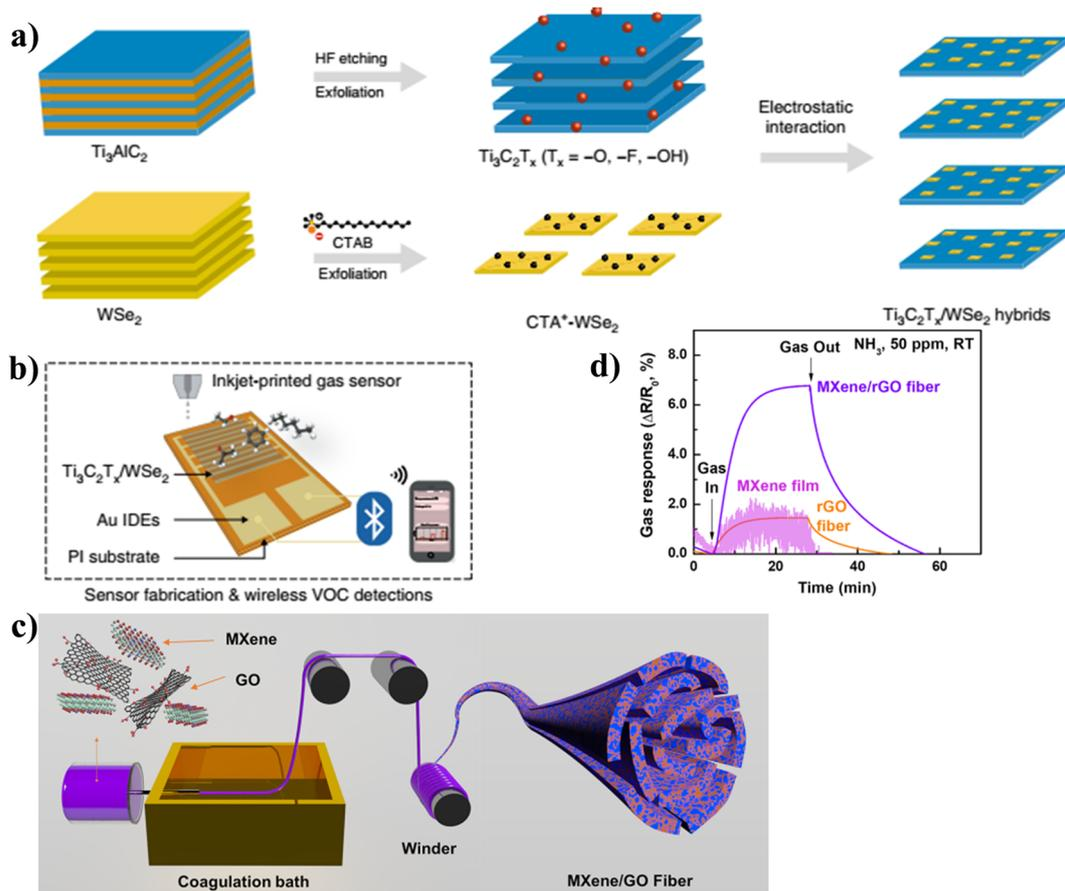 a)
HF etching
Exfoliation
Ti₃AlC₂
Ti₃C₂Tₓ (Tₓ = –O, –F, –OH)
Electrostatic
interaction
CTAB
Exfoliation
WSe₂
CTA⁺-WSe₂
Ti₃C₂Tₓ/WSe₂ hybrids
b)
Inkjet-printed gas sensor
Ti₃C₂Tₓ/WSe₂
Au IDEs
PI substrate
Sensor fabrication & wireless VOC detections
d)
NH₃, 50 ppm, RT
Gas Out
MXene/rGO fiber
Gas
In
MXene film
rGO
fiber
Gas response (ΔR/R₀, %)
8.0
6.0
4.0
2.0
0.0
0
20
40
60
Time (min)
c)
MXene
GO
Winder
Coagulation bath
MXene/GO Fiber